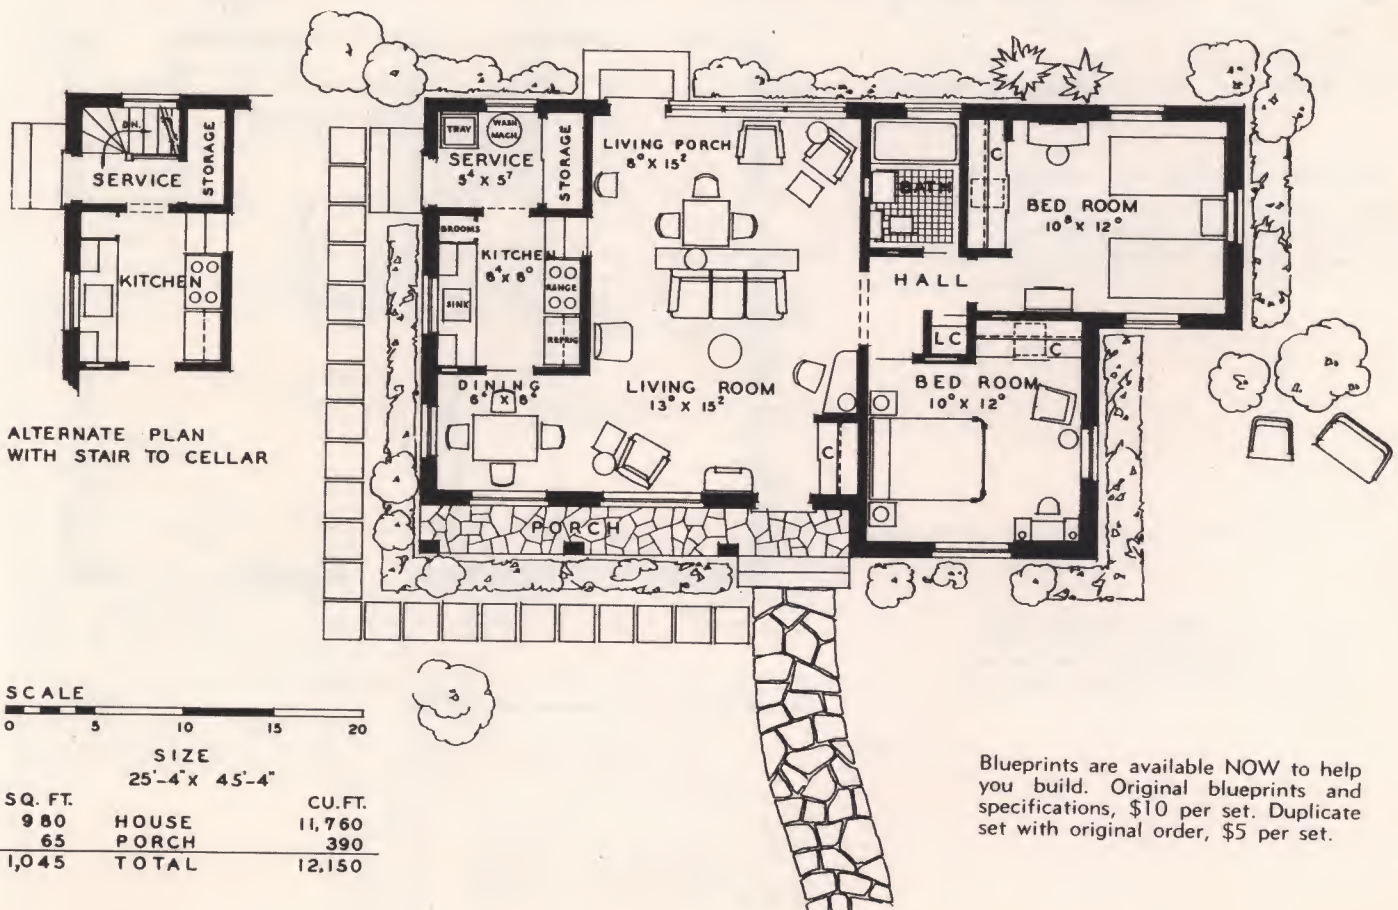 DN.
STORAGE
SERVICE
KITCHEN
ALTERNATE PLAN
WITH STAIR TO CELLAR
TRAY
WASH
MACH.
SERVICE
5⁴ X 5⁷
STORAGE
LIVING PORCH
8⁰ X 15²
BATH
C
BED ROOM
10⁸ X 12⁰
BROOMS
KITCHEN
8⁴ X 8⁰
SINK
RANGE
REFRIG
HALL
LC
C
DINING
6⁶ X 8⁶
LIVING ROOM
13⁰ X 15²
BED ROOM
10⁰ X 12⁰
C
PORCH
SCALE
0 5 10 15 20
SIZE
25'-4" X 45'-4"
SQ. FT. CU.FT.
980 HOUSE 11,760
65 PORCH 390
1,045 TOTAL 12,150
Blueprints are available NOW to help
you build. Original blueprints and
specifications, $10 per set. Duplicate
set with original order, $5 per set.